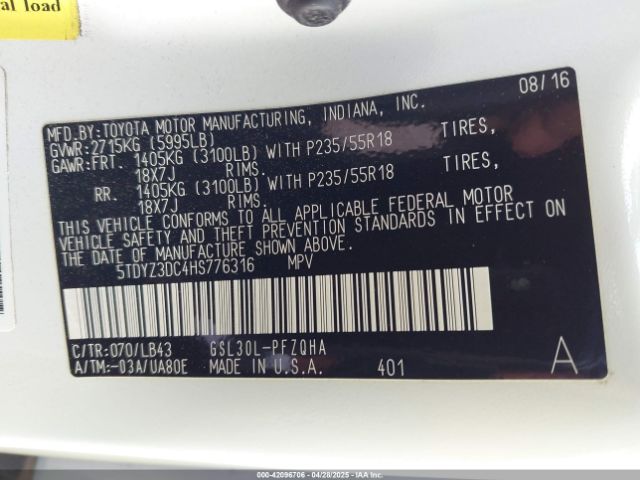 al load
MFD.BY:TOYOTA MOTOR MANUFACTURING, INDIANA, INC. 08/16
GVWR:2715KG (5995LB)
GAWR:FRT. 1405KG (3100LB) WITH P235/55R18 TIRES,
18X7J RIMS.
RR. 1405KG (3100LB) WITH P235/55R18 TIRES,
18X7J RIMS.
THIS VEHICLE CONFORMS TO ALL APPLICABLE FEDERAL MOTOR
VEHICLE SAFETY AND THEFT PREVENTION STANDARDS IN EFFECT ON
THE DATE OF MANUFACTURE SHOWN ABOVE.
5TDYZ3DC4HS776316 MPV
C/TR:070/LB43 GSL30L-PFZQHA
A/TM:-03A/UA80E MADE IN U.S.A. 401 A
000-42096706 - 04/28/2025 - IAAI.com